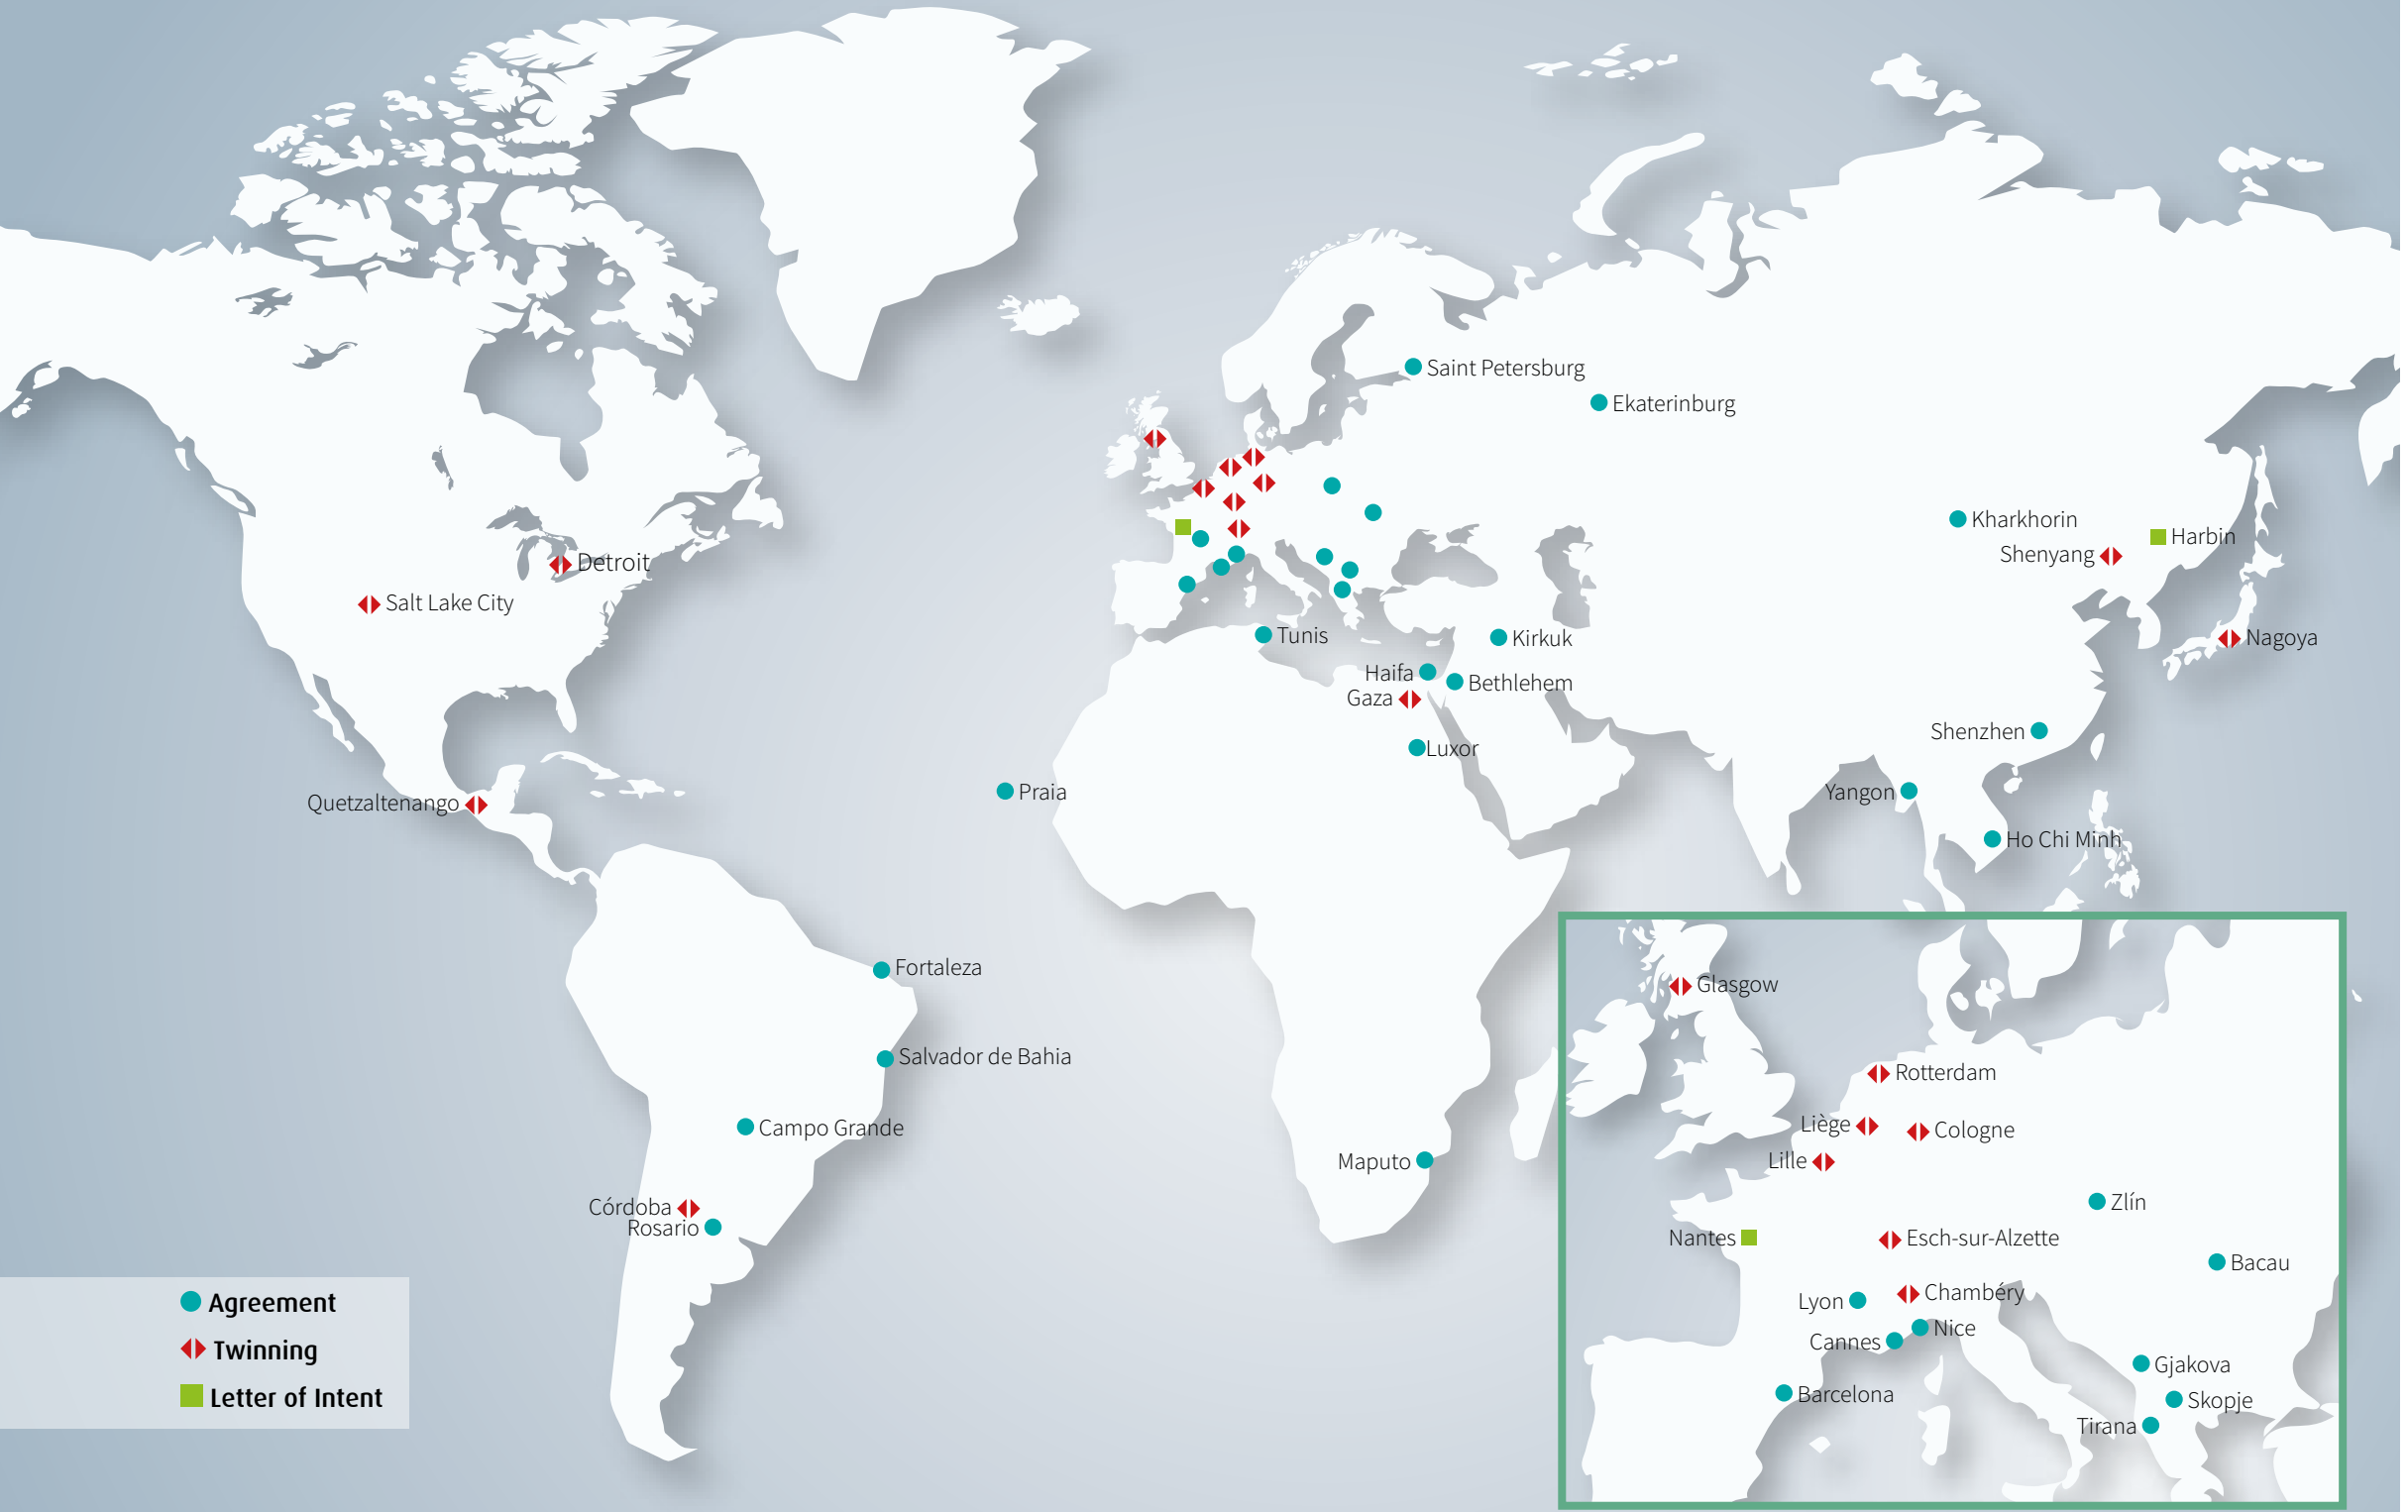 Saint Petersburg
Ekaterinburg
Kharkhorin
Harbin
Shenyang
Detroit
Salt Lake City
Tunis
Kirkuk
Nagoya
Haifa
Bethlehem
Gaza
Shenzhen
Luxor
Praia
Yangon
Quetzaltenango
Ho Chi Minh
Fortaleza
Salvador de Bahia
Campo Grande
Maputo
Córdoba
Rosario
Glasgow
Rotterdam
Liège
Cologne
Lille
Zlín
Nantes
Esch-sur-Alzette
Bacau
Chambéry
Lyon
Nice
Cannes
Gjakova
Barcelona
Skopje
Tirana
Agreement
Twinning
Letter of Intent